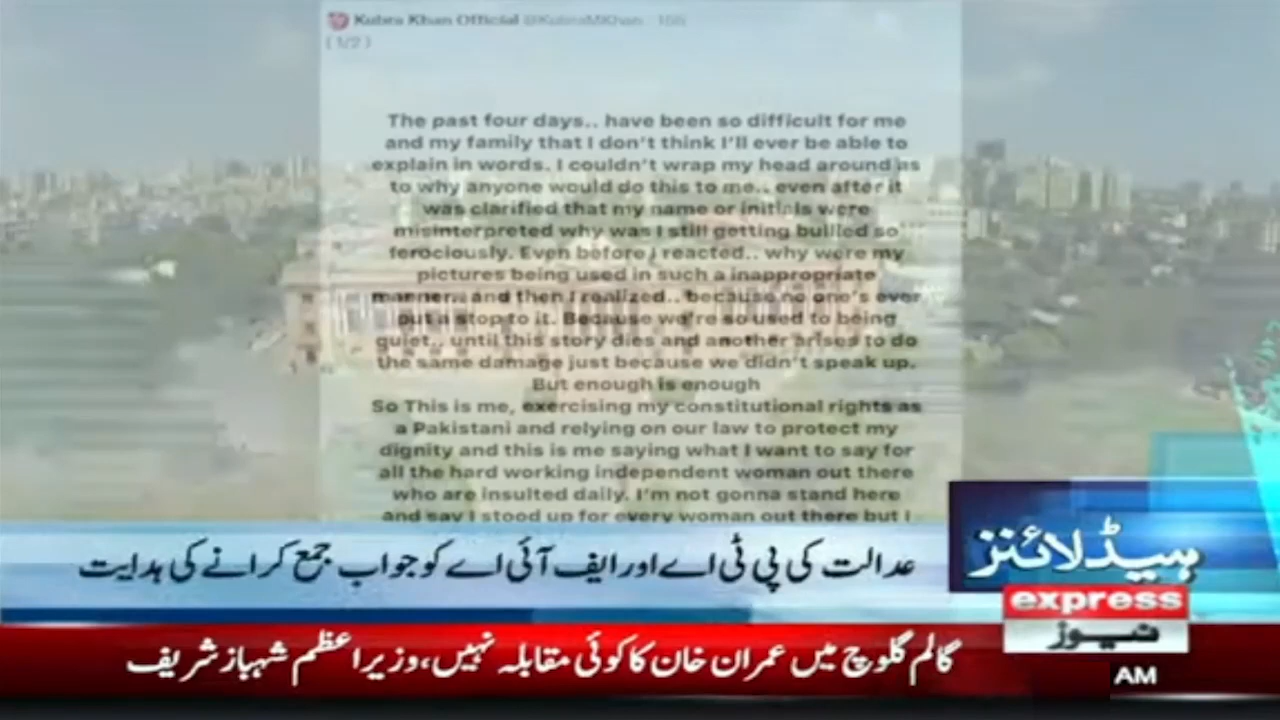 Kubra Khan Official @KubraMKhan
(1/2)
The past four days.. have been so difficult for me
and my family that I don't think I'll ever be able to
explain in words. I couldn't wrap my head around as
to why anyone would do this to me.. even after it
was clarified that my name or initials were
misinterpreted why was I still getting bullied so
ferociously. Even before I reacted.. why were my
pictures being used in such a inappropriate
manner.. and then I realized.. because no one's ever
put a stop to it. Because we're so used to being
quiet.. until this story dies and another arises to do
the same damage just because we didn't speak up.
But enough is enough
So This is me, exercising my constitutional rights as
a Pakistani and relying on our law to protect my
dignity and this is me saying what I want to say for
all the hard working independent woman out there
who are insulted daily. I'm not gonna stand here
and say I stood up for every woman out there but I
ہیڈلائنز
عدالت کی پی ٹی اے اور ایف آئی اے کو جواب جمع کرانے کی ہدایت
express
نیوز
گالم گلوچ میں عمران خان کا کوئی مقابلہ نہیں، وزیراعظم شہباز شریف
AM